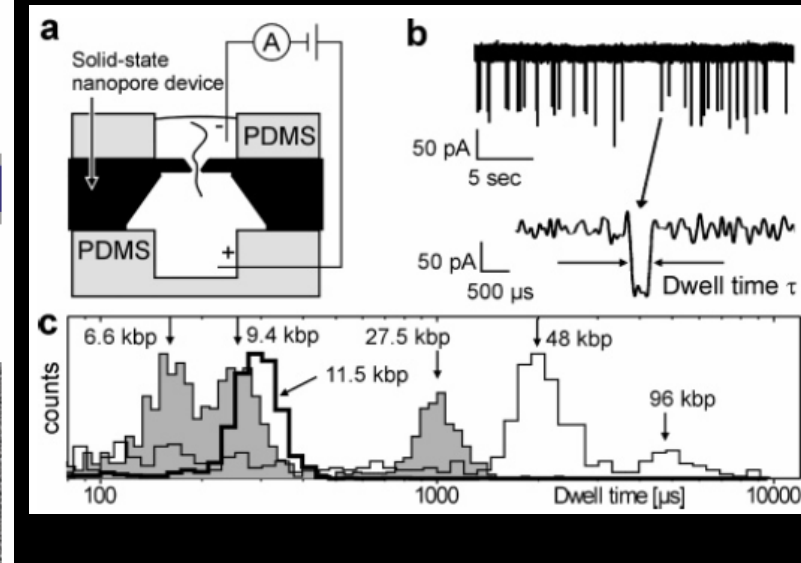 a
Solid-state
nanopore device
A
-
PDMS
PDMS
+
b
50 pA
5 sec
50 pA
500 µs
Dwell time τ
c
6.6 kbp
9.4 kbp
11.5 kbp
27.5 kbp
48 kbp
96 kbp
counts
100
1000
Dwell time [µs]
10000